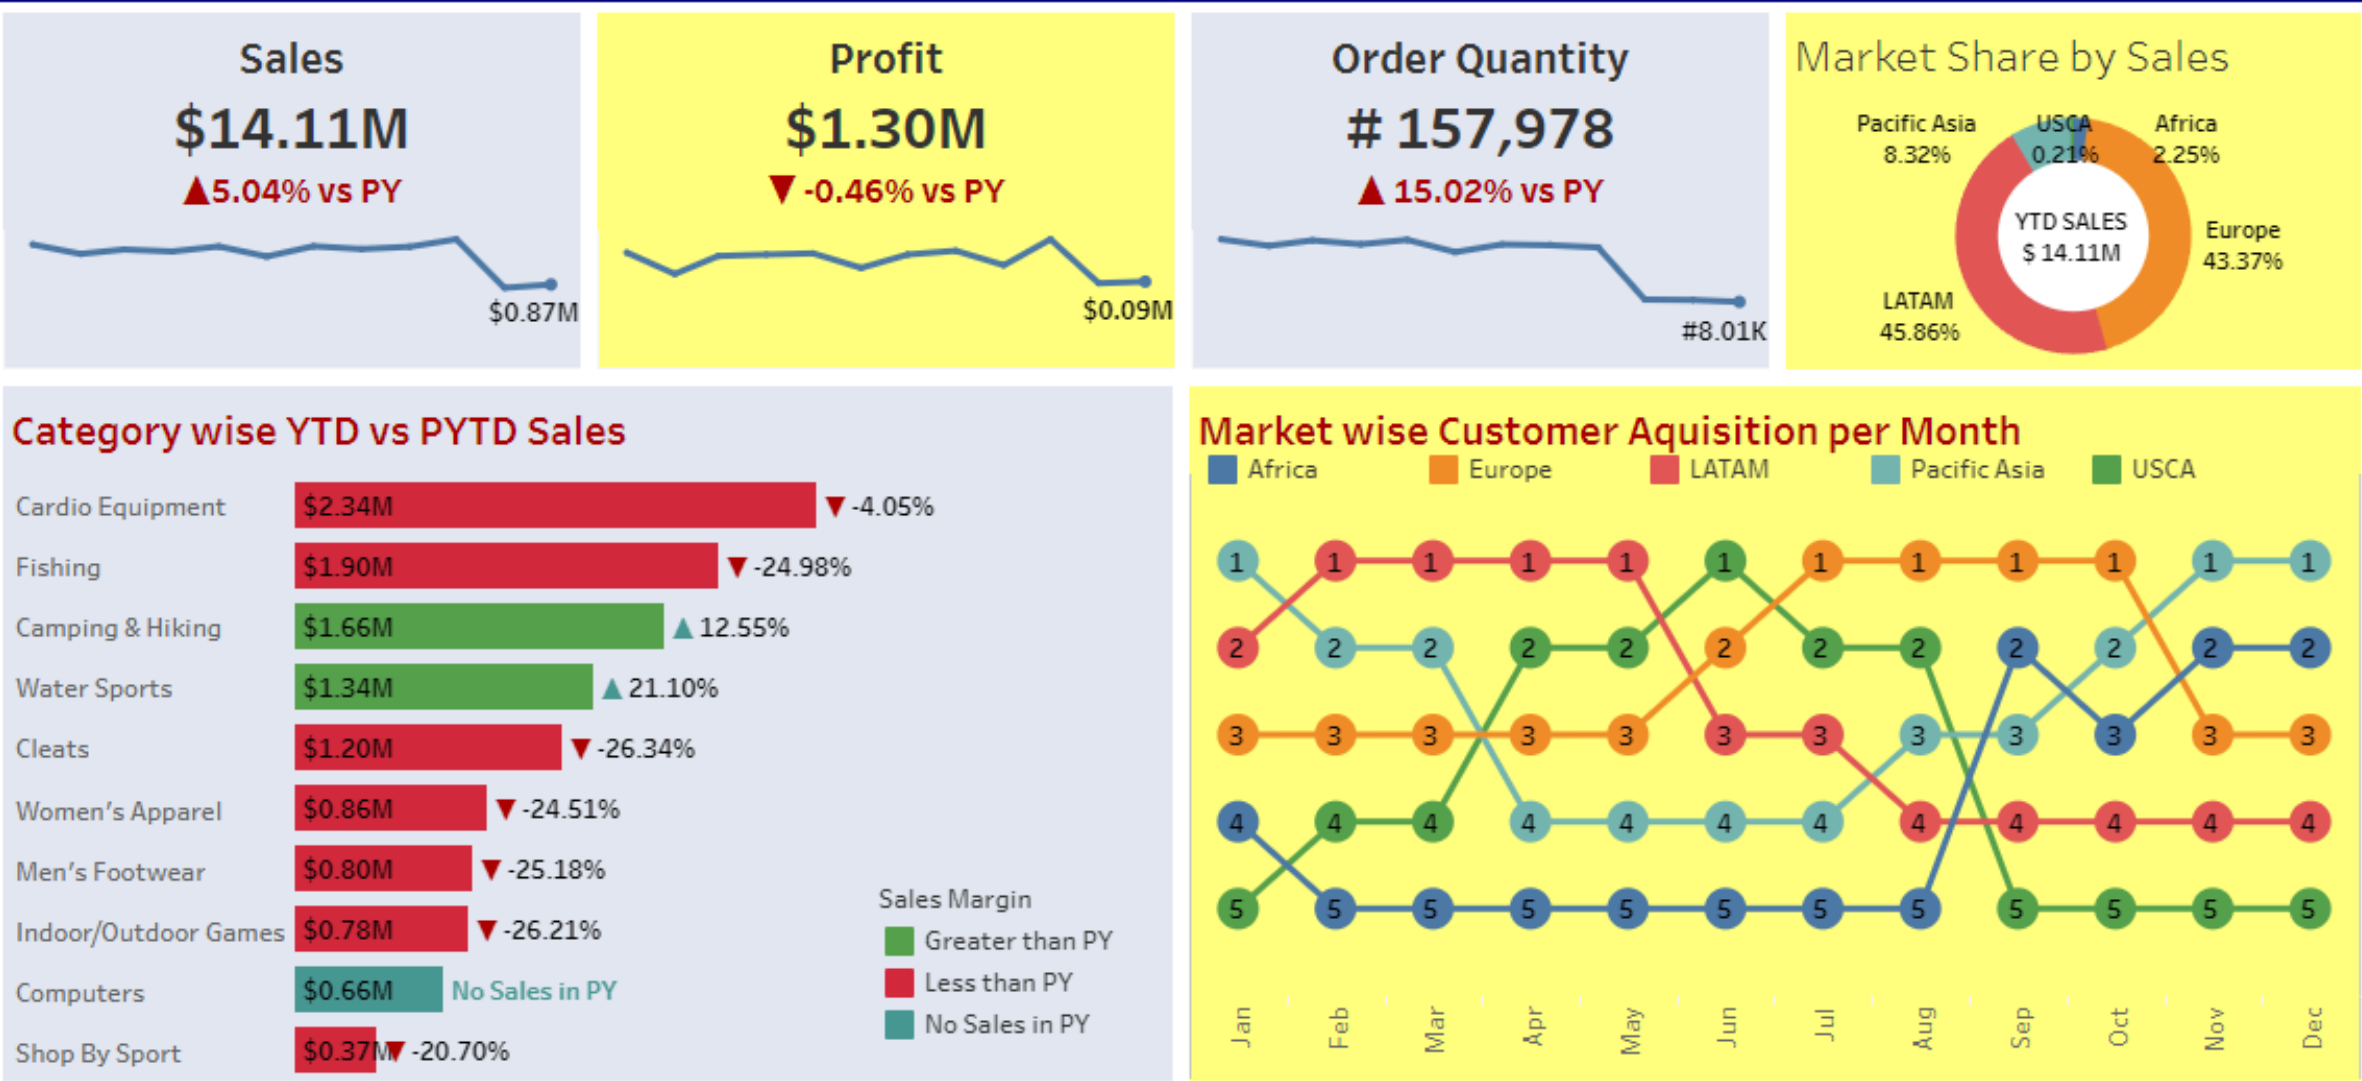 Sales
$14.11M
▲5.04% vs PY
$0.87M
Profit
$1.30M
▼ -0.46% vs PY
$0.09M
Order Quantity
# 157,978
▲ 15.02% vs PY
#8.01K
Market Share by Sales
Pacific Asia
8.32%
USCA
0.21%
Africa
2.25%
YTD SALES
$ 14.11M
Europe
43.37%
LATAM
45.86%
Category wise YTD vs PYTD Sales
Cardio Equipment $2.34M ▼ -4.05%
Fishing $1.90M ▼ -24.98%
Camping & Hiking $1.66M ▲ 12.55%
Water Sports $1.34M ▲ 21.10%
Cleats $1.20M ▼ -26.34%
Women's Apparel $0.86M ▼ -24.51%
Men's Footwear $0.80M ▼ -25.18%
Indoor/Outdoor Games $0.78M ▼ -26.21%
Computers $0.66M No Sales in PY
Shop By Sport $0.37M ▼ -20.70%
Sales Margin
Greater than PY
Less than PY
No Sales in PY
Market wise Customer Aquisition per Month
Africa Europe LATAM Pacific Asia USCA
1 1 1 1 1 1 1 1 1 1 1 1
2 2 2 2 2 2 2 2 2 2 2 2
3 3 3 3 3 3 3 3 3 3 3 3
4 4 4 4 4 4 4 4 4 4 4 4
5 5 5 5 5 5 5 5 5 5 5 5
Jan Feb Mar Apr May Jun Jul Aug Sep Oct Nov Dec